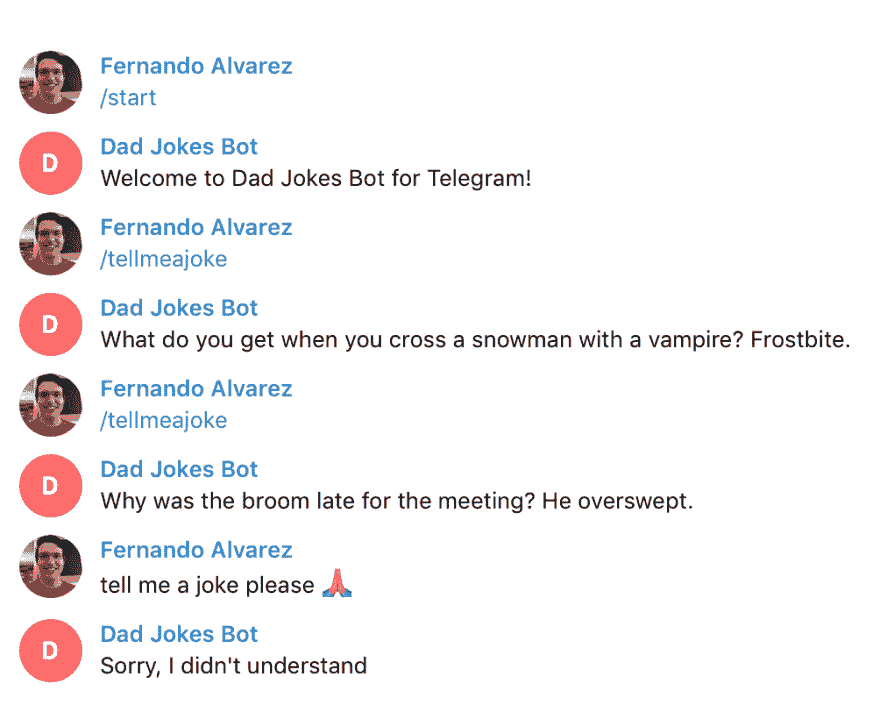 Fernando Alvarez
/start
D
Dad Jokes Bot
Welcome to Dad Jokes Bot for Telegram!
Fernando Alvarez
/tellmeajoke
D
Dad Jokes Bot
What do you get when you cross a snowman with a vampire? Frostbite.
Fernando Alvarez
/tellmeajoke
D
Dad Jokes Bot
Why was the broom late for the meeting? He overswept.
Fernando Alvarez
tell me a joke please 🙏
D
Dad Jokes Bot
Sorry, I didn't understand